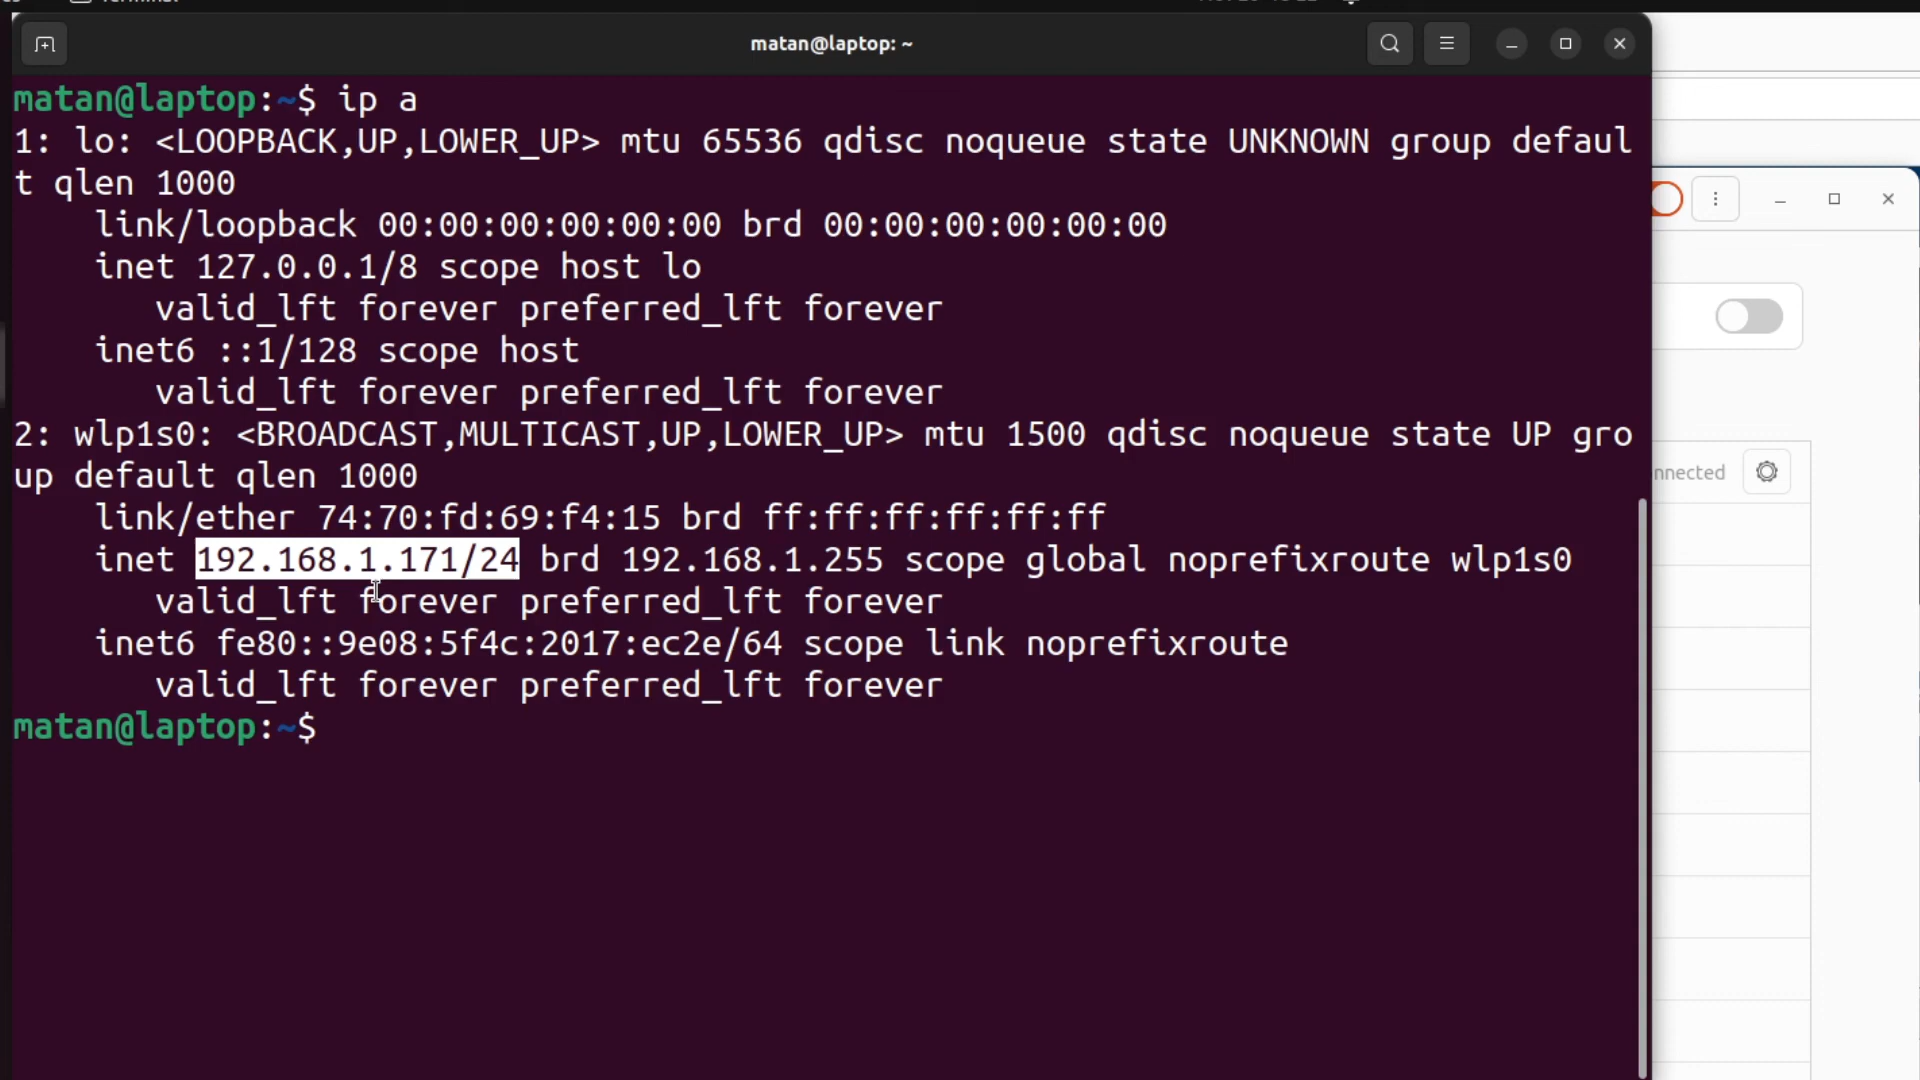 matan@laptop: ~
matan@laptop:~$ ip a
1: lo: <LOOPBACK,UP,LOWER_UP> mtu 65536 qdisc noqueue state UNKNOWN group defaul
t qlen 1000
link/loopback 00:00:00:00:00:00 brd 00:00:00:00:00:00
inet 127.0.0.1/8 scope host lo
valid_lft forever preferred_lft forever
inet6 ::1/128 scope host
valid_lft forever preferred_lft forever
2: wlp1s0: <BROADCAST,MULTICAST,UP,LOWER_UP> mtu 1500 qdisc noqueue state UP gro
up default qlen 1000
nnected
link/ether 74:70:fd:69:f4:15 brd ff:ff:ff:ff:ff:ff
inet 192.168.1.171/24 brd 192.168.1.255 scope global noprefixroute wlp1s0
valid_lft forever preferred_lft forever
inet6 fe80::9e08:5f4c:2017:ec2e/64 scope link noprefixroute
valid_lft forever preferred_lft forever
matan@laptop:~$